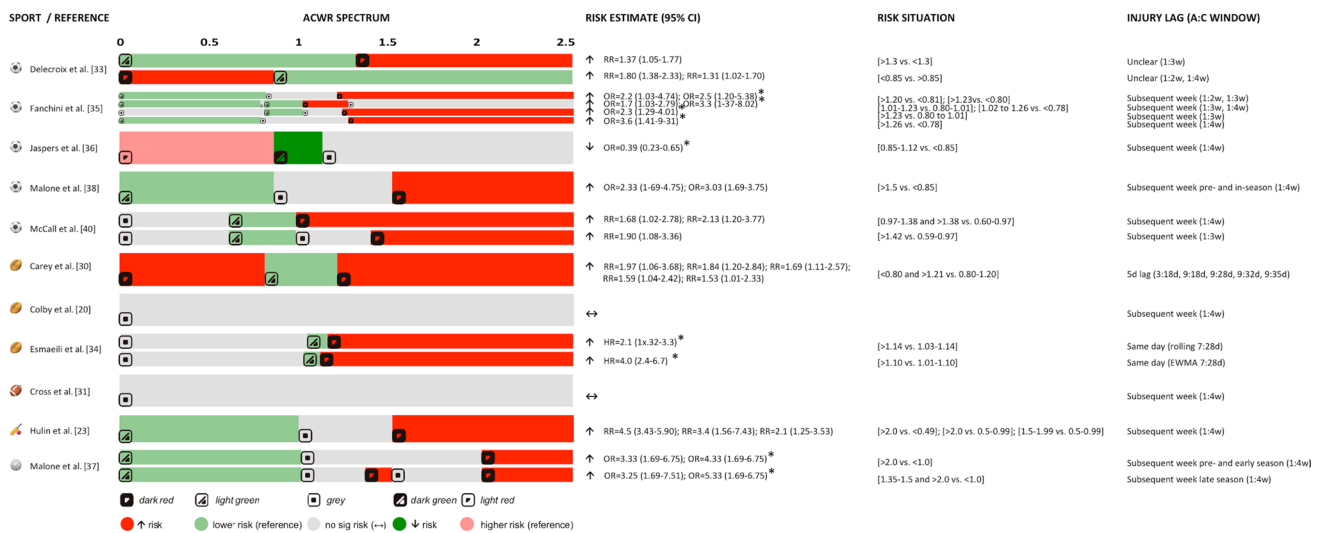 SPORT / REFERENCE ACWR SPECTRUM RISK ESTIMATE (95% CI) RISK SITUATION INJURY LAG (A:C WINDOW)
0 0.5 1 1.5 2 2.5
Delecroix et al. [33]
↑ RR=1.37 (1.05-1.77) [>1.3 vs. <1.3] Unclear (1:3w)
↑ RR=1.80 (1.38-2.33); RR=1.31 (1.02-1.70) [<0.85 vs. >0.85] Unclear (1:2w, 1:4w)
Fanchini et al. [35]
↑ OR=2.2 (1.03-4.74); OR=2.5 (1.20-5.38)* [>1.20 vs. <0.81]; [>1.23vs. <0.80] Subsequent week (1:2w, 1:3w)
↑ OR=1.7 (1.03-2.79); OR=3.3 (1-37-8.02)* [1.01-1.23 vs. 0.80-1.01]; [1.02 to 1.26 vs. <0.78] Subsequent week (1:3w, 1:4w)
↑ OR=2.3 (1.29-4.01)* [>1.23 vs. 0.80 to 1.01] Subsequent week (1:3w)
↑ OR=3.6 (1.41-9-31)* [>1.26 vs. <0.78] Subsequent week (1:4w)
Jaspers et al. [36] ↓ OR=0.39 (0.23-0.65)* [0.85-1.12 vs. <0.85] Subsequent week (1:4w)
Malone et al. [38] ↑ OR=2.33 (1-69-4.75); OR=3.03 (1.69-3.75) [>1.5 vs. <0.85] Subsequent week pre- and in-season (1:4w)
McCall et al. [40]
↑ RR=1.68 (1.02-2.78); RR=2.13 (1.20-3.77) [0.97-1.38 and >1.38 vs. 0.60-0.97] Subsequent week (1:4w)
↑ RR=1.90 (1.08-3.36) [>1.42 vs. 0.59-0.97] Subsequent week (1:3w)
Carey et al. [30]
↑ RR=1.97 (1.06-3.68); RR=1.84 (1.20-2.84); RR=1.69 (1.11-2.57);
RR=1.59 (1.04-2.42); RR=1.53 (1.01-2.33) [<0.80 and >1.21 vs. 0.80-1.20] 5d lag (3:18d, 9:18d, 9:28d, 9:32d, 9:35d)
Colby et al. [20] ↔ Subsequent week (1:4w)
Esmaeili et al. [34]
↑ HR=2.1 (1x.32-3.3)* [>1.14 vs. 1.03-1.14] Same day (rolling 7:28d)
↑ HR=4.0 (2.4-6.7) * [>1.10 vs. 1.01-1.10] Same day (EWMA 7:28d)
Cross et al. [31] ↔ Subsequent week (1:4w)
Hulin et al. [23] ↑ RR=4.5 (3.43-5.90); RR=3.4 (1.56-7.43); RR=2.1 (1.25-3.53) [>2.0 vs. <0.49]; [>2.0 vs. 0.5-0.99]; [1.5-1.99 vs. 0.5-0.99] Subsequent week (1:4w)
Malone et al. [37]
↑ OR=3.33 (1.69-6.75); OR=4.33 (1.69-6.75)* [>2.0 vs. <1.0] Subsequent week pre- and early season (1:4w)
↑ OR=3.25 (1.69-7.51); OR=5.33 (1.69-6.75)* [1.35-1.5 and >2.0 vs. <1.0] Subsequent week late season (1:4w)
dark red light green grey dark green light red
↑ risk lower risk (reference) no sig risk (↔) ↓ risk higher risk (reference)